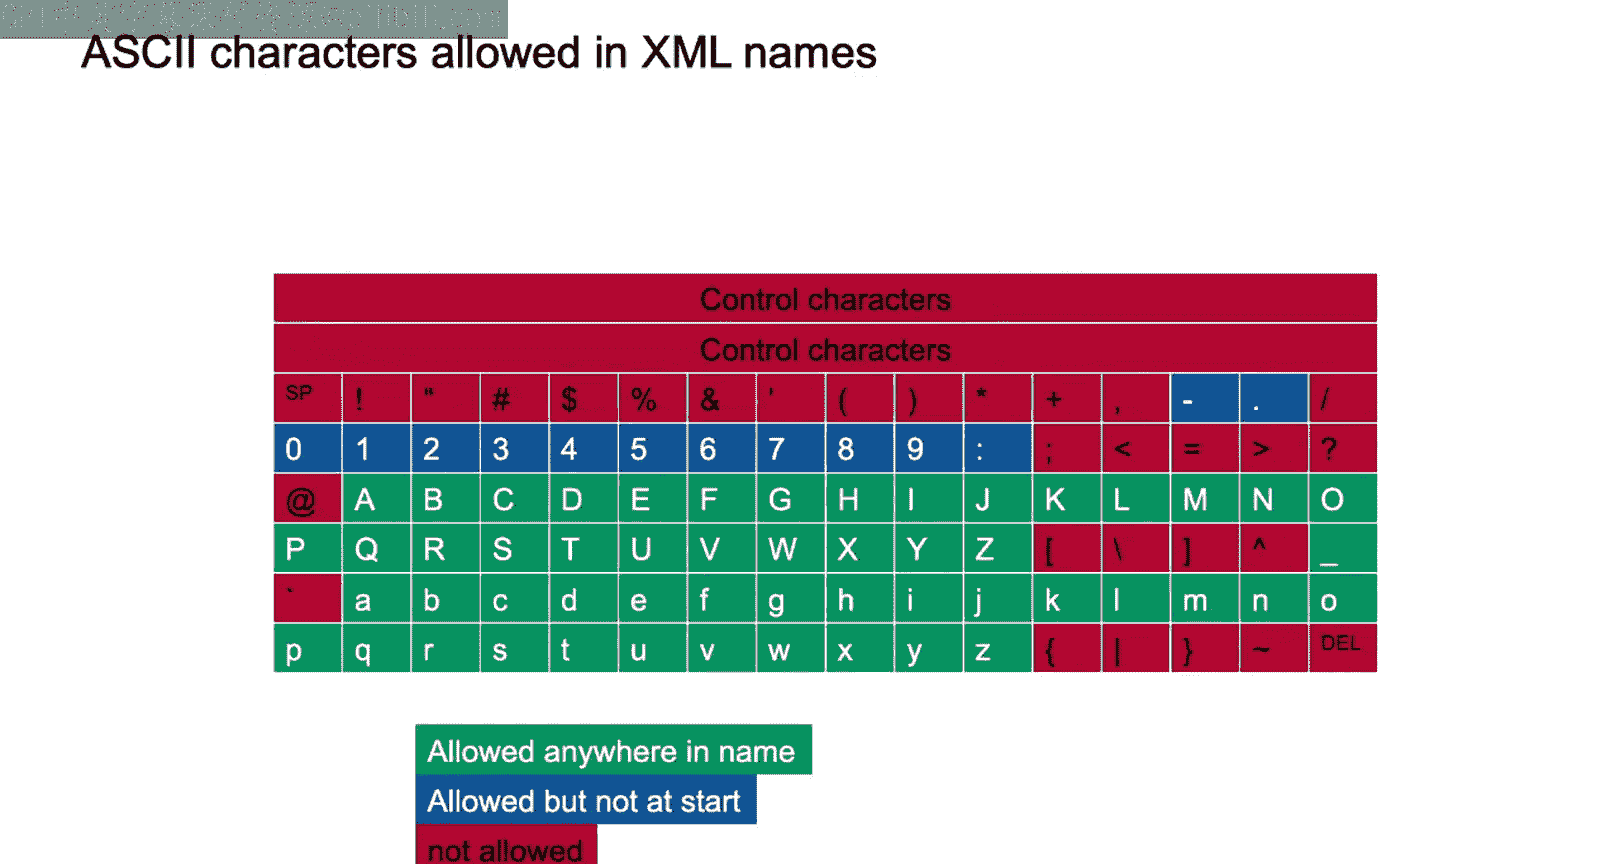 ASCII characters allowed in XML names
Control characters
Control characters
SP ! " # $ % & ' ( ) * + , - . /
0 1 2 3 4 5 6 7 8 9 : ; < = > ?
@ A B C D E F G H I J K L M N O
P Q R S T U V W X Y Z [ \ ] ^ _
` a b c d e f g h i j k l m n o
p q r s t u v w x y z { | } ~ DEL
Allowed anywhere in name
Allowed but not at start
not allowed